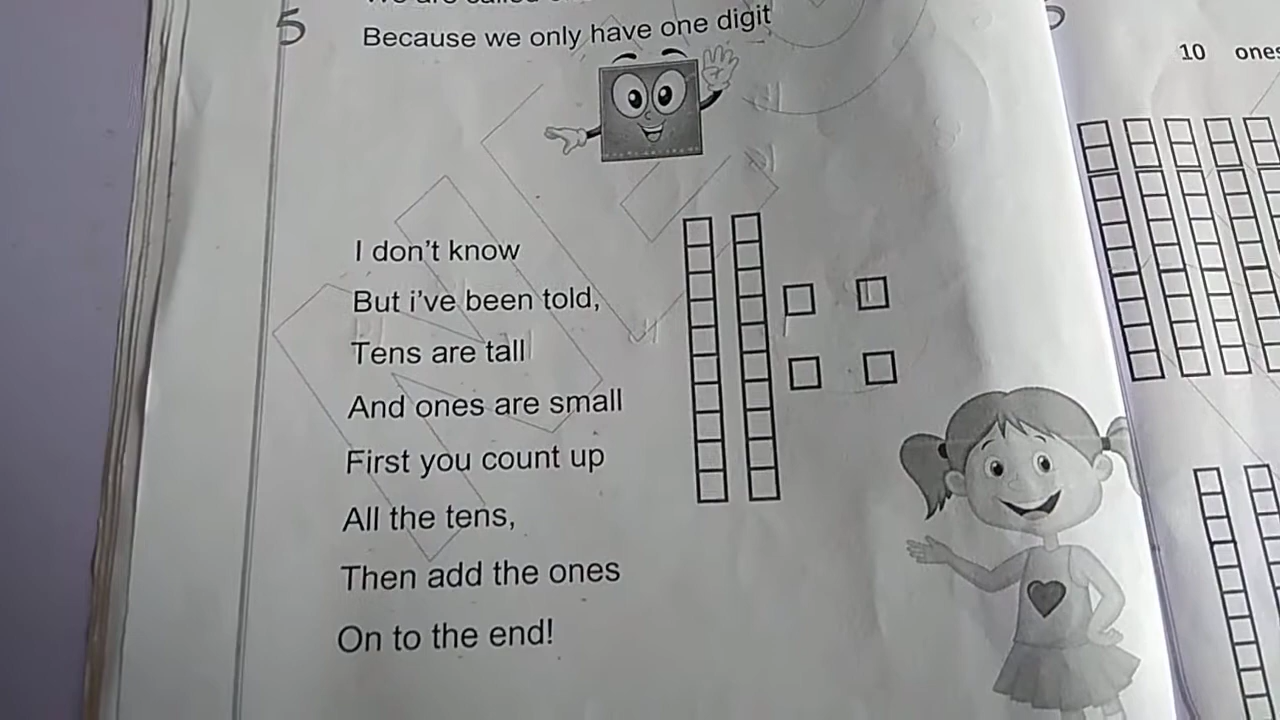 5
Because we only have one digit
10 ones
I don't know
But i've been told,
Tens are tall
And ones are small
First you count up
All the tens,
Then add the ones
On to the end!